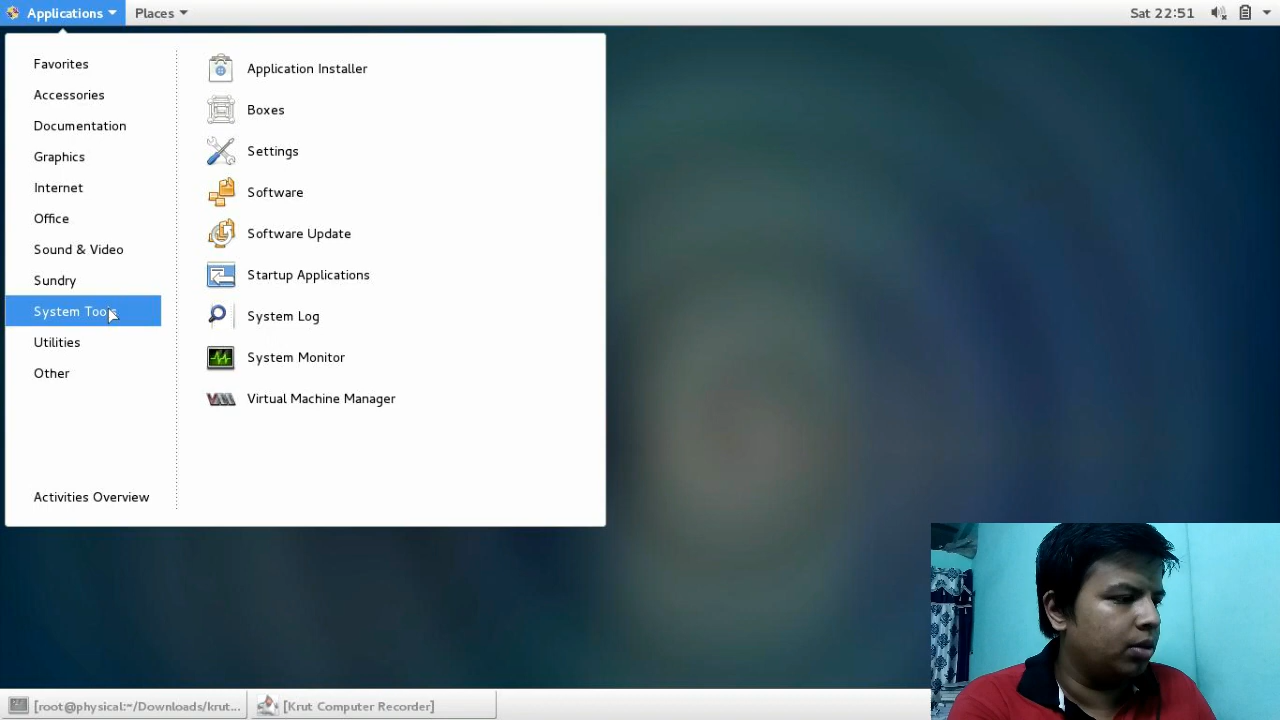 Applications Places Sat 22:51
Favorites
Accessories
Documentation
Graphics
Internet
Office
Sound & Video
Sundry
System Tools
Utilities
Other
Activities Overview
Application Installer
Boxes
Settings
Software
Software Update
Startup Applications
System Log
System Monitor
Virtual Machine Manager
[root@physical:~/Downloads/krut... [Krut Computer Recorder]